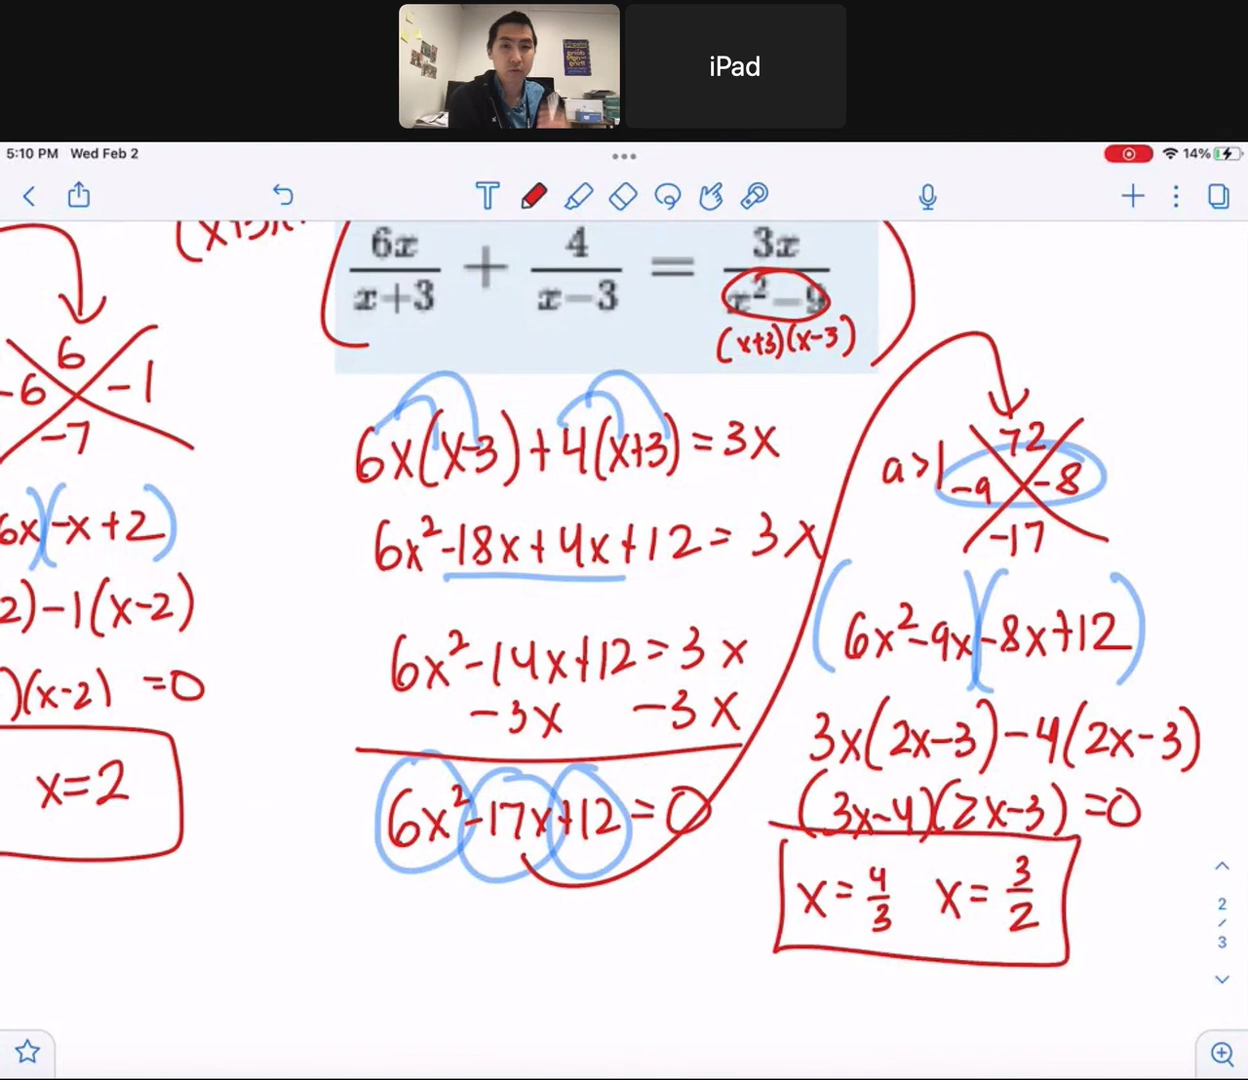 iPad
5:10 PM Wed Feb 2
14%
T
6x/(x+3) + 4/(x-3) = 3x/(x²-9)
(x+3)(x-3)
6x(x-3)+4(x+3)=3x
6x²-18x+4x+12=3x
6x²-14x+12=3x
-3x -3x
6x²-17x+12=0
6
-6 -1
-7
6x)(-x+2)
2)-1(x-2)
)(x-2) =0
x=2
a>1
72
-9 -8
-17
(6x²-9x)(-8x+12)
3x(2x-3)-4(2x-3)
(3x-4)(2x-3)=0
x=4/3 x=3/2
2
/
3